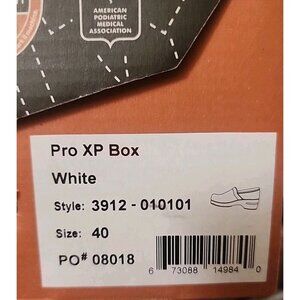 AMERICAN
PODIATRIC
MEDICAL
ASSOCIATION
Pro XP Box
White
Style: 3912 - 010101
Size: 40
PO# 08018
6 73088 14984 0